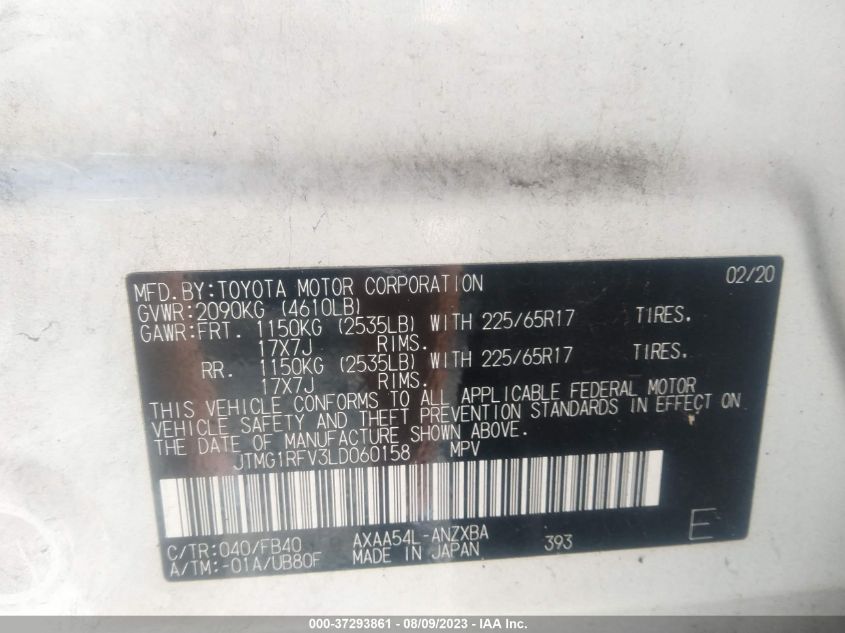 MFD.BY:TOYOTA MOTOR CORPORATION 02/20
GVWR:2090KG (4610LB)
GAWR:FRT. 1150KG (2535LB) WITH 225/65R17 TIRES.
17X7J RIMS.
RR. 1150KG (2535LB) WITH 225/65R17 TIRES.
17X7J RIMS.
THIS VEHICLE CONFORMS TO ALL APPLICABLE FEDERAL MOTOR
VEHICLE SAFETY AND THEFT PREVENTION STANDARDS IN EFFECT ON
THE DATE OF MANUFACTURE SHOWN ABOVE.
JTMG1RFV3LD060158 MPV
C/TR:040/FB40 AXAA54L-ANZXBA 393 E
A/TM:-01A/UB80F MADE IN JAPAN
000-37293861 - 08/09/2023 - IAA Inc.